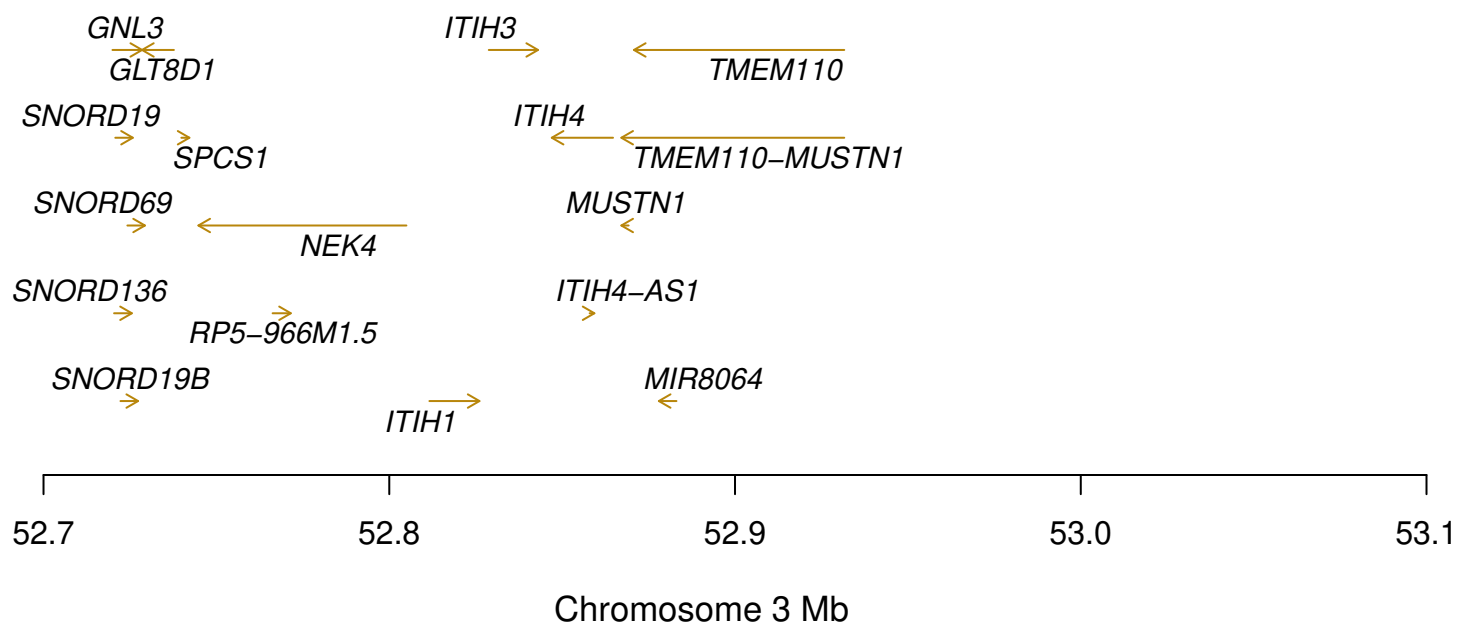 GNL3 ITIH3
GLT8D1 TMEM110
SNORD19 ITIH4
SPCS1 TMEM110−MUSTN1
SNORD69 MUSTN1
NEK4
SNORD136 ITIH4−AS1
RP5−966M1.5
SNORD19B MIR8064
ITIH1
52.7 52.8 52.9 53.0 53.1
Chromosome 3 Mb